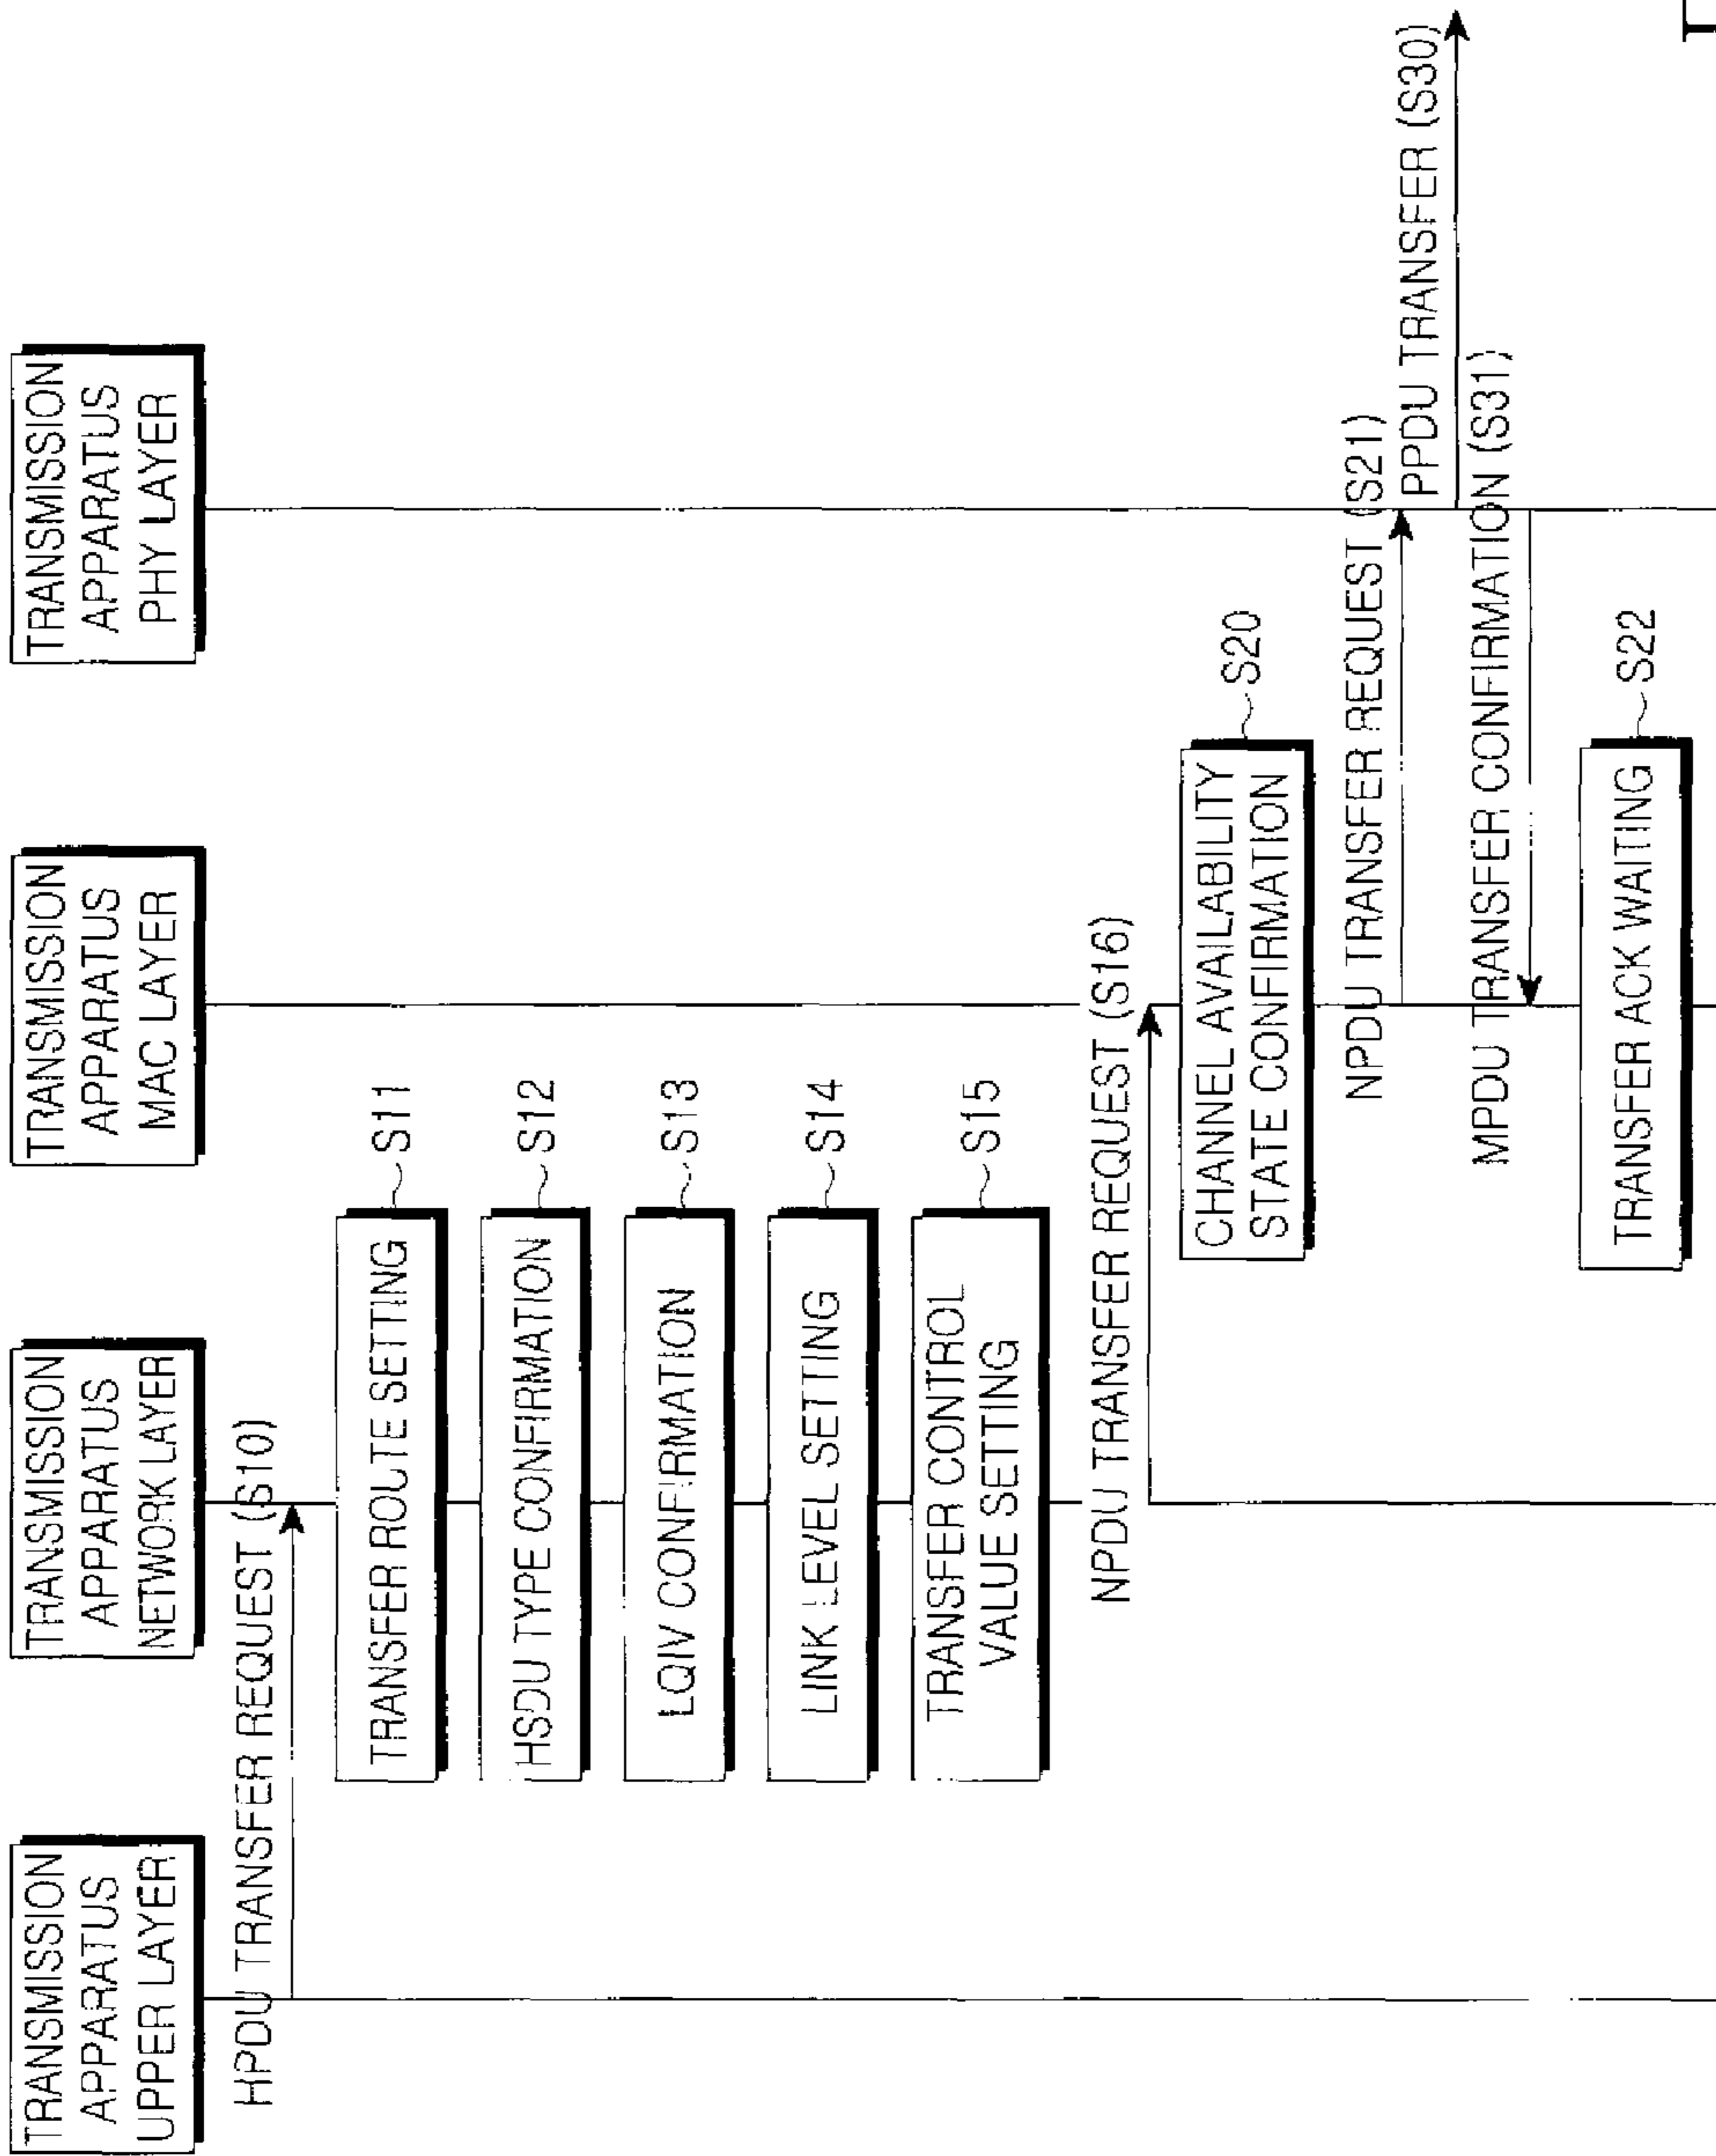 TRANSMISSION
APPARATUS
UPPER LAYER
TRANSMISSION
APPARATUS
NETWORK LAYER
TRANSMISSION
APPARATUS
MAC LAYER
TRANSMISSION
APPARATUS
PHY LAYER
HPDU TRANSFER REQUEST (S10)
TRANSFER ROUTE SETTING
S11
HSDU TYPE CONFIRMATION
S12
LQIV CONFIRMATION
S13
LINK LEVEL SETTING
S14
TRANSFER CONTROL
VALUE SETTING
S15
NPDU TRANSFER REQUEST (S16)
CHANNEL AVAILABILITY
STATE CONFIRMATION
S20
NPDU TRANSFER REQUEST (S21)
PPDU TRANSFER (S30)
MPDU TRANSFER CONFIRMATION (S31)
TRANSFER ACK WAITING
S22